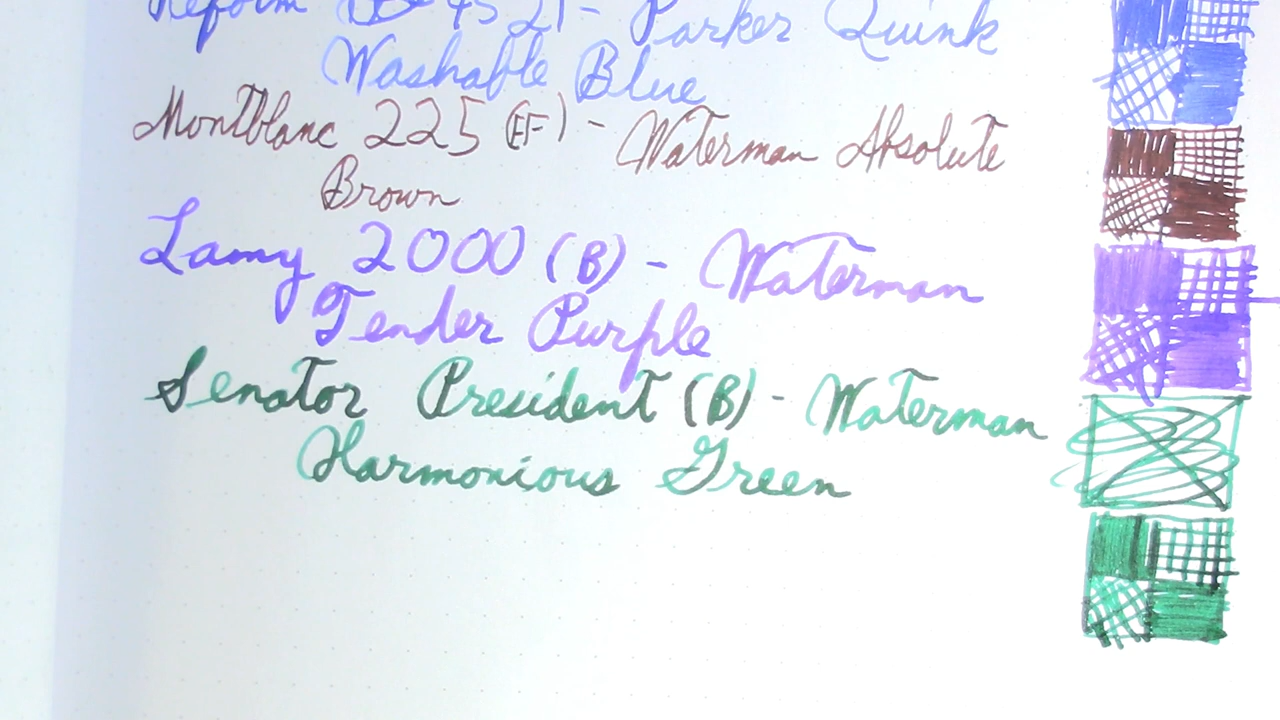 Reform 4521 - Parker Quink
Washable Blue
Montblanc 225 (EF) - Waterman Absolute
Brown
Lamy 2000 (B) - Waterman
Tender Purple
Senator President (B) - Waterman
Harmonious Green